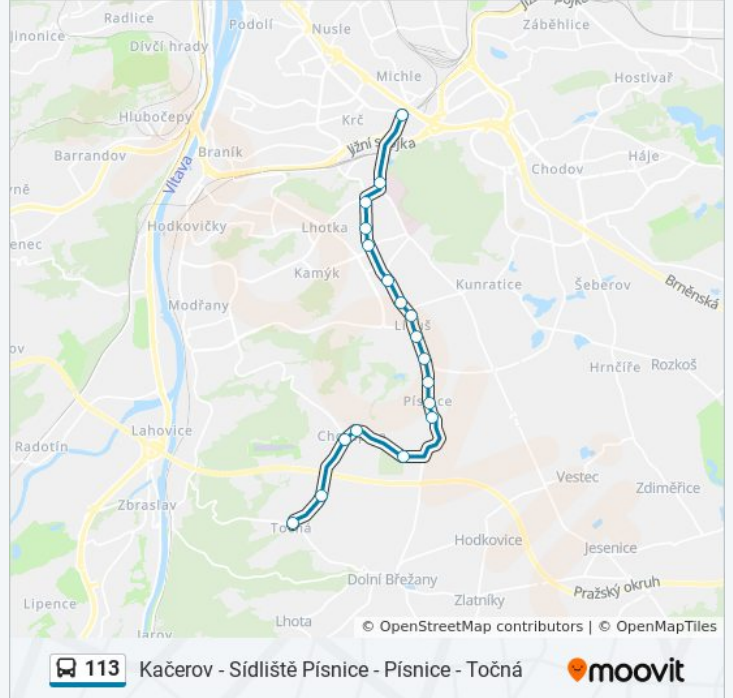 Radlice
Podolí
Nusle
Záběhlice
Jinonice
Dívčí hrady
Michle
Hostivař
Hlubočepy
Krč
Jižní spojka
Barrandov
Braník
Chodov
Háje
Vltava
Hodkovičky
Lhotka
Kamýk
Kunratice
Šeberov
Brněnská
Modřany
Libuš
Hrnčíře
Rozkoš
Písnice
Lahovice
Cholupice
Radotín
Vestec
Zdiměřice
Zbraslav
Točná
Hodkovice
Jesenice
Dolní Břežany
Pražský okruh
Lipence
Zlatníky
Lhota
Jarov
© OpenStreetMap contributors | © OpenMapTiles
113 Kačerov - Sídliště Písnice - Písnice - Točná
moovit